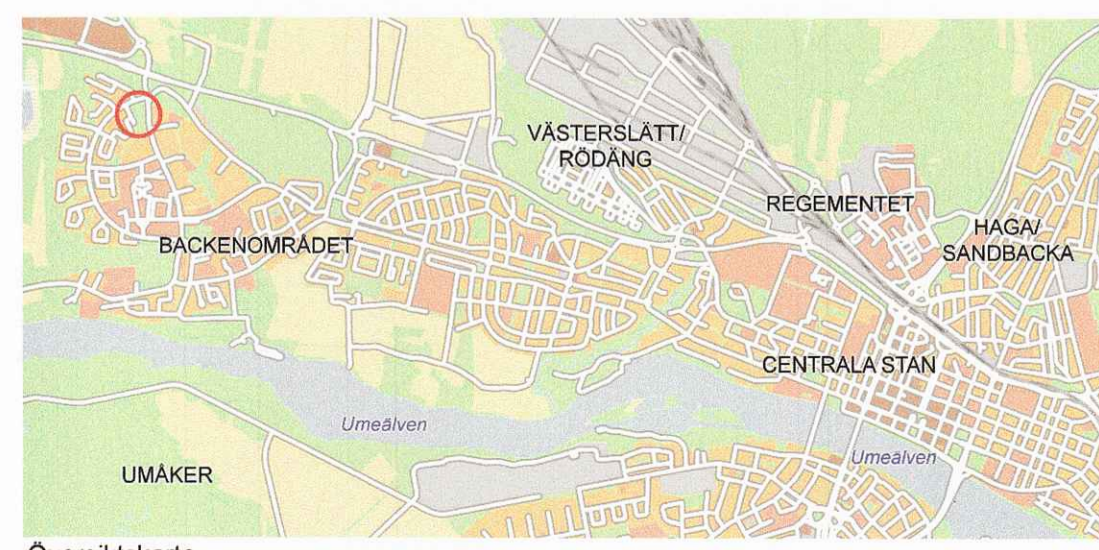 VÄSTERSLÄTT/
RÖDÄNG
REGEMENTET
HAGA/
SANDBACKA
BACKENOMRÅDET
CENTRALA STAN
Umeälven
Umeälven
UMÅKER